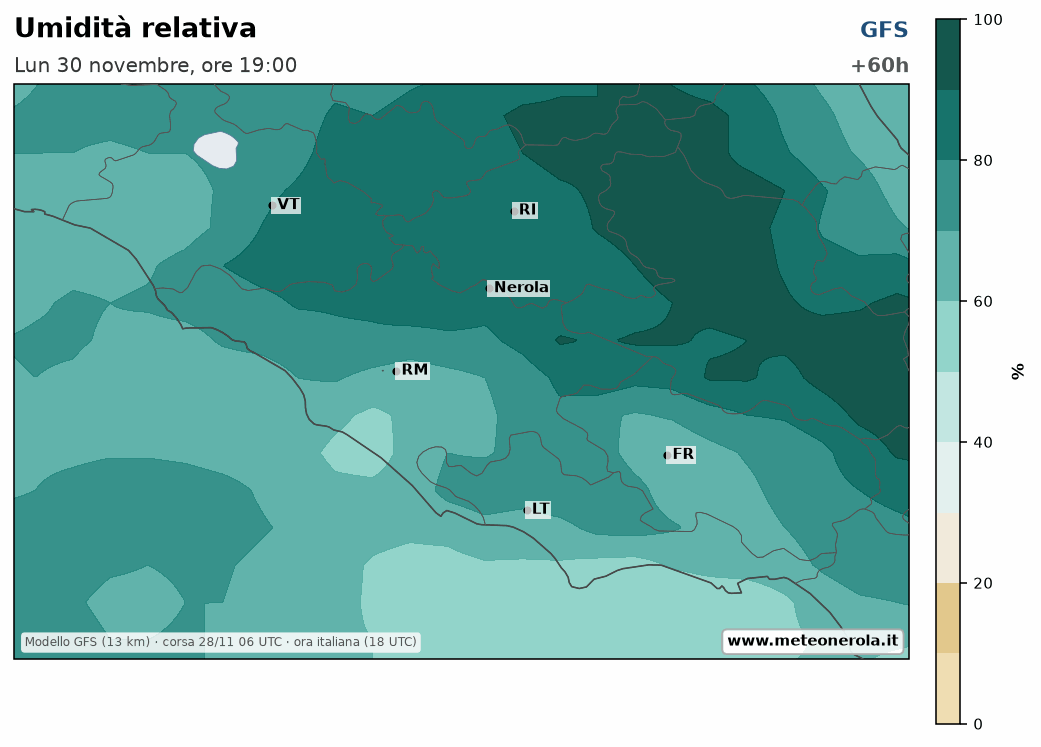 Umidità relativa
GFS
Lun 30 novembre, ore 19:00
+60h
100
80
60
40
20
0
%
VT
RI
Nerola
RM
FR
LT
Modello GFS (13 km) · corsa 28/11 06 UTC · ora italiana (18 UTC)
www.meteonerola.it